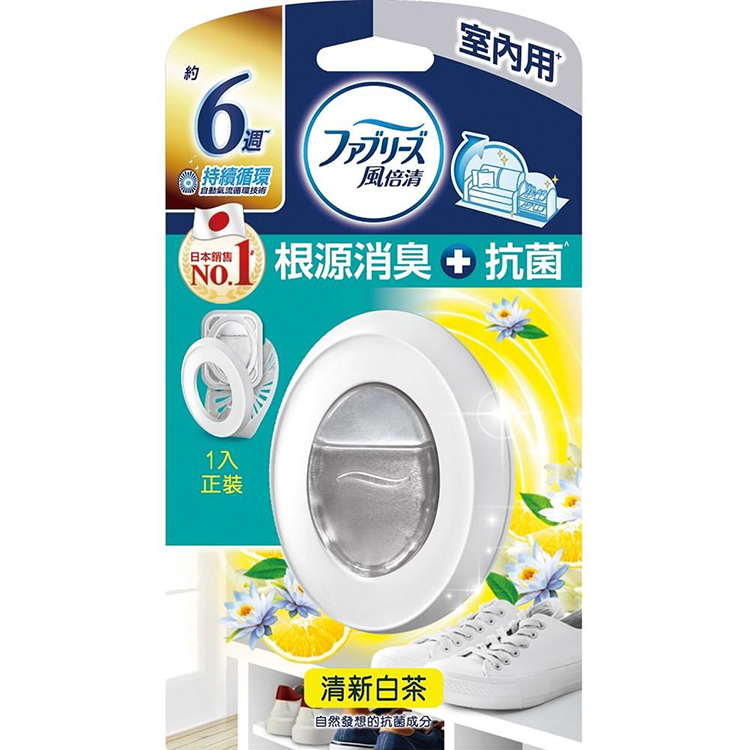 室內用+
約
6週~
持續循環
自動氣流循環技術
ファブリーズ
風倍清
日本銷售
NO.1*
根源消臭+抗菌^
1入
正裝
清新白茶
自然發想的抗菌成分